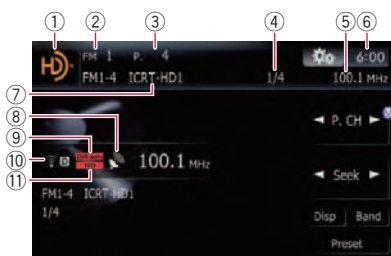 ① ② ③ ④ ⑤ ⑥
HD FM 1 P. 4 6:00
FM1-4 ICRT-HD1 1/4 100.1 MHz
⑦
⑧
⑨
⑩
⑪
100.1 MHz
FM1-4 ICRT-HD1
1/4
◄ P. CH ►
◄ Seek ►
Disp Band
Preset